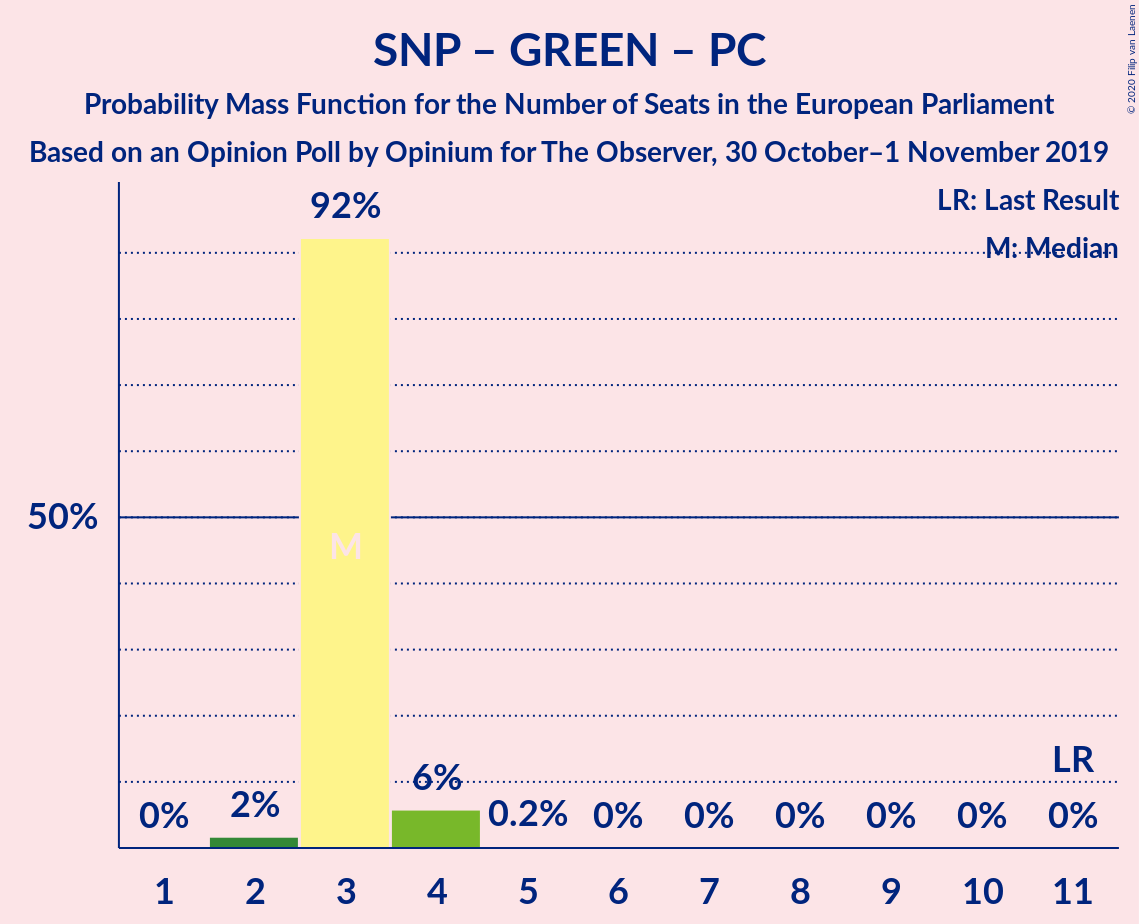 SNP – GREEN – PC
Probability Mass Function for the Number of Seats in the European Parliament
Based on an Opinion Poll by Opinium for The Observer, 30 October–1 November 2019
© 2020 Filip van Laenen
LR: Last Result
M: Median
92%
50%
M
LR
0% 2% 6% 0.2% 0% 0% 0% 0% 0% 0%
1 2 3 4 5 6 7 8 9 10 11